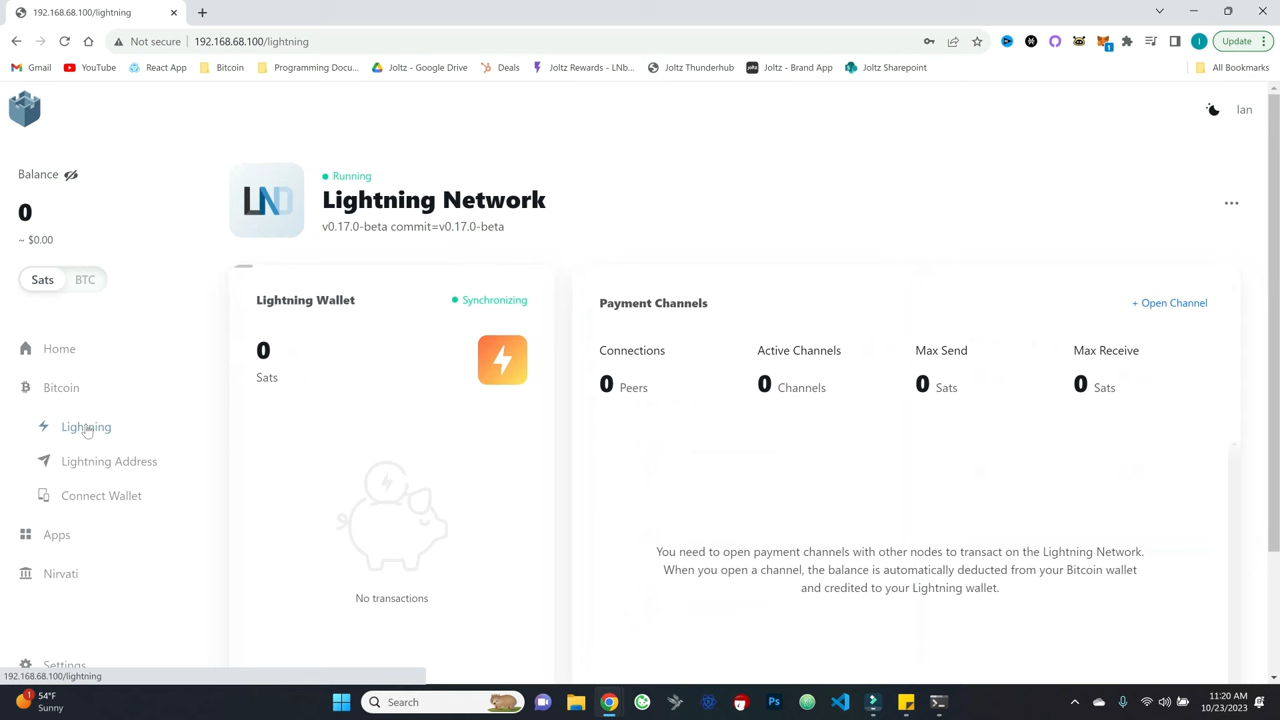 192.168.68.100/lightning
Not secure
192.168.68.100/lightning
1
Update
Gmail
YouTube
React App
Bitcoin
Programming Docu...
Joltz - Google Drive
Deals
Joltz Rewards - LNb...
Joltz Thunderhub
Joltz - Brand App
Joltz Sharepoint
All Bookmarks
Ian
Balance
0
~ $0.00
Sats
BTC
Home
Bitcoin
Lightning
Lightning Address
Connect Wallet
Apps
Nirvati
Settings
LND
Running
Lightning Network
v0.17.0-beta commit=v0.17.0-beta
Lightning Wallet
Synchronizing
0
Sats
No transactions
Payment Channels
+ Open Channel
Connections
Active Channels
Max Send
Max Receive
0 Peers
0 Channels
0 Sats
0 Sats
You need to open payment channels with other nodes to transact on the Lightning Network.
When you open a channel, the balance is automatically deducted from your Bitcoin wallet
and credited to your Lightning wallet.
192.168.68.100/lightning
1
54°F
Sunny
Search
11:20 AM
10/23/2023